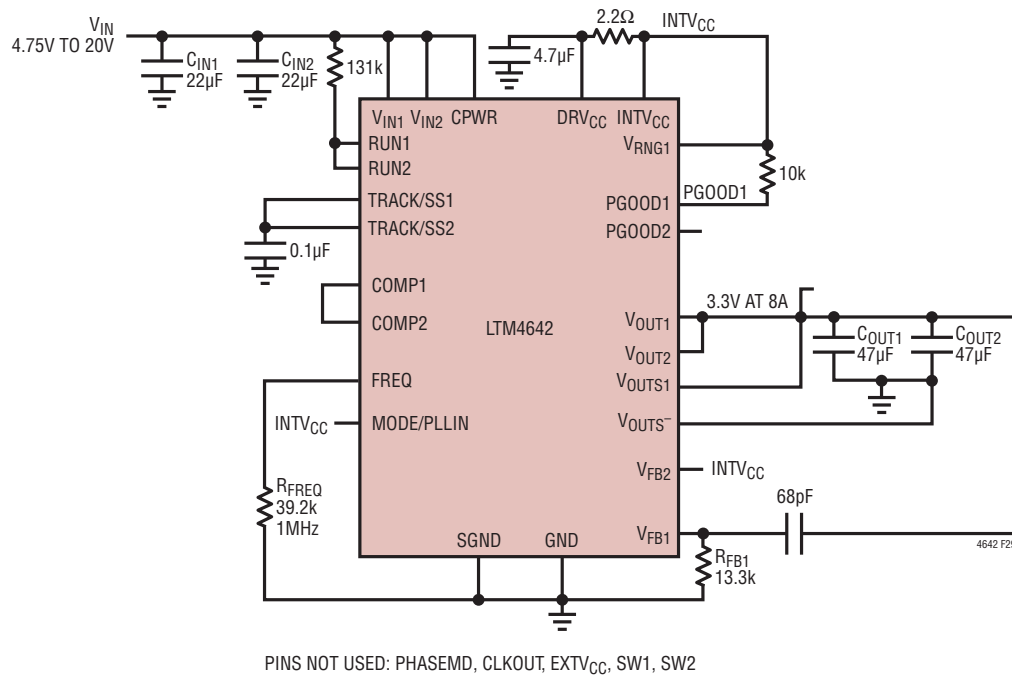 V_IN
4.75V TO 20V
C_IN1
22µF
C_IN2
22µF
131k
4.7µF
2.2Ω
INTV_CC
V_IN1 V_IN2 CPWR DRV_CC INTV_CC
RUN1
RUN2
TRACK/SS1
TRACK/SS2
0.1µF
COMP1
COMP2
FREQ
INTV_CC
MODE/PLLIN
R_FREQ
39.2k
1MHz
LTM4642
SGND GND
V_RNG1
10k
PGOOD1
PGOOD1
PGOOD2
3.3V AT 8A
V_OUT1
V_OUT2
V_OUTS1
V_OUTS⁻
C_OUT1
47µF
C_OUT2
47µF
V_FB2
INTV_CC
68pF
V_FB1
R_FB1
13.3k
4642 F29
PINS NOT USED: PHASEMD, CLKOUT, EXTV_CC, SW1, SW2